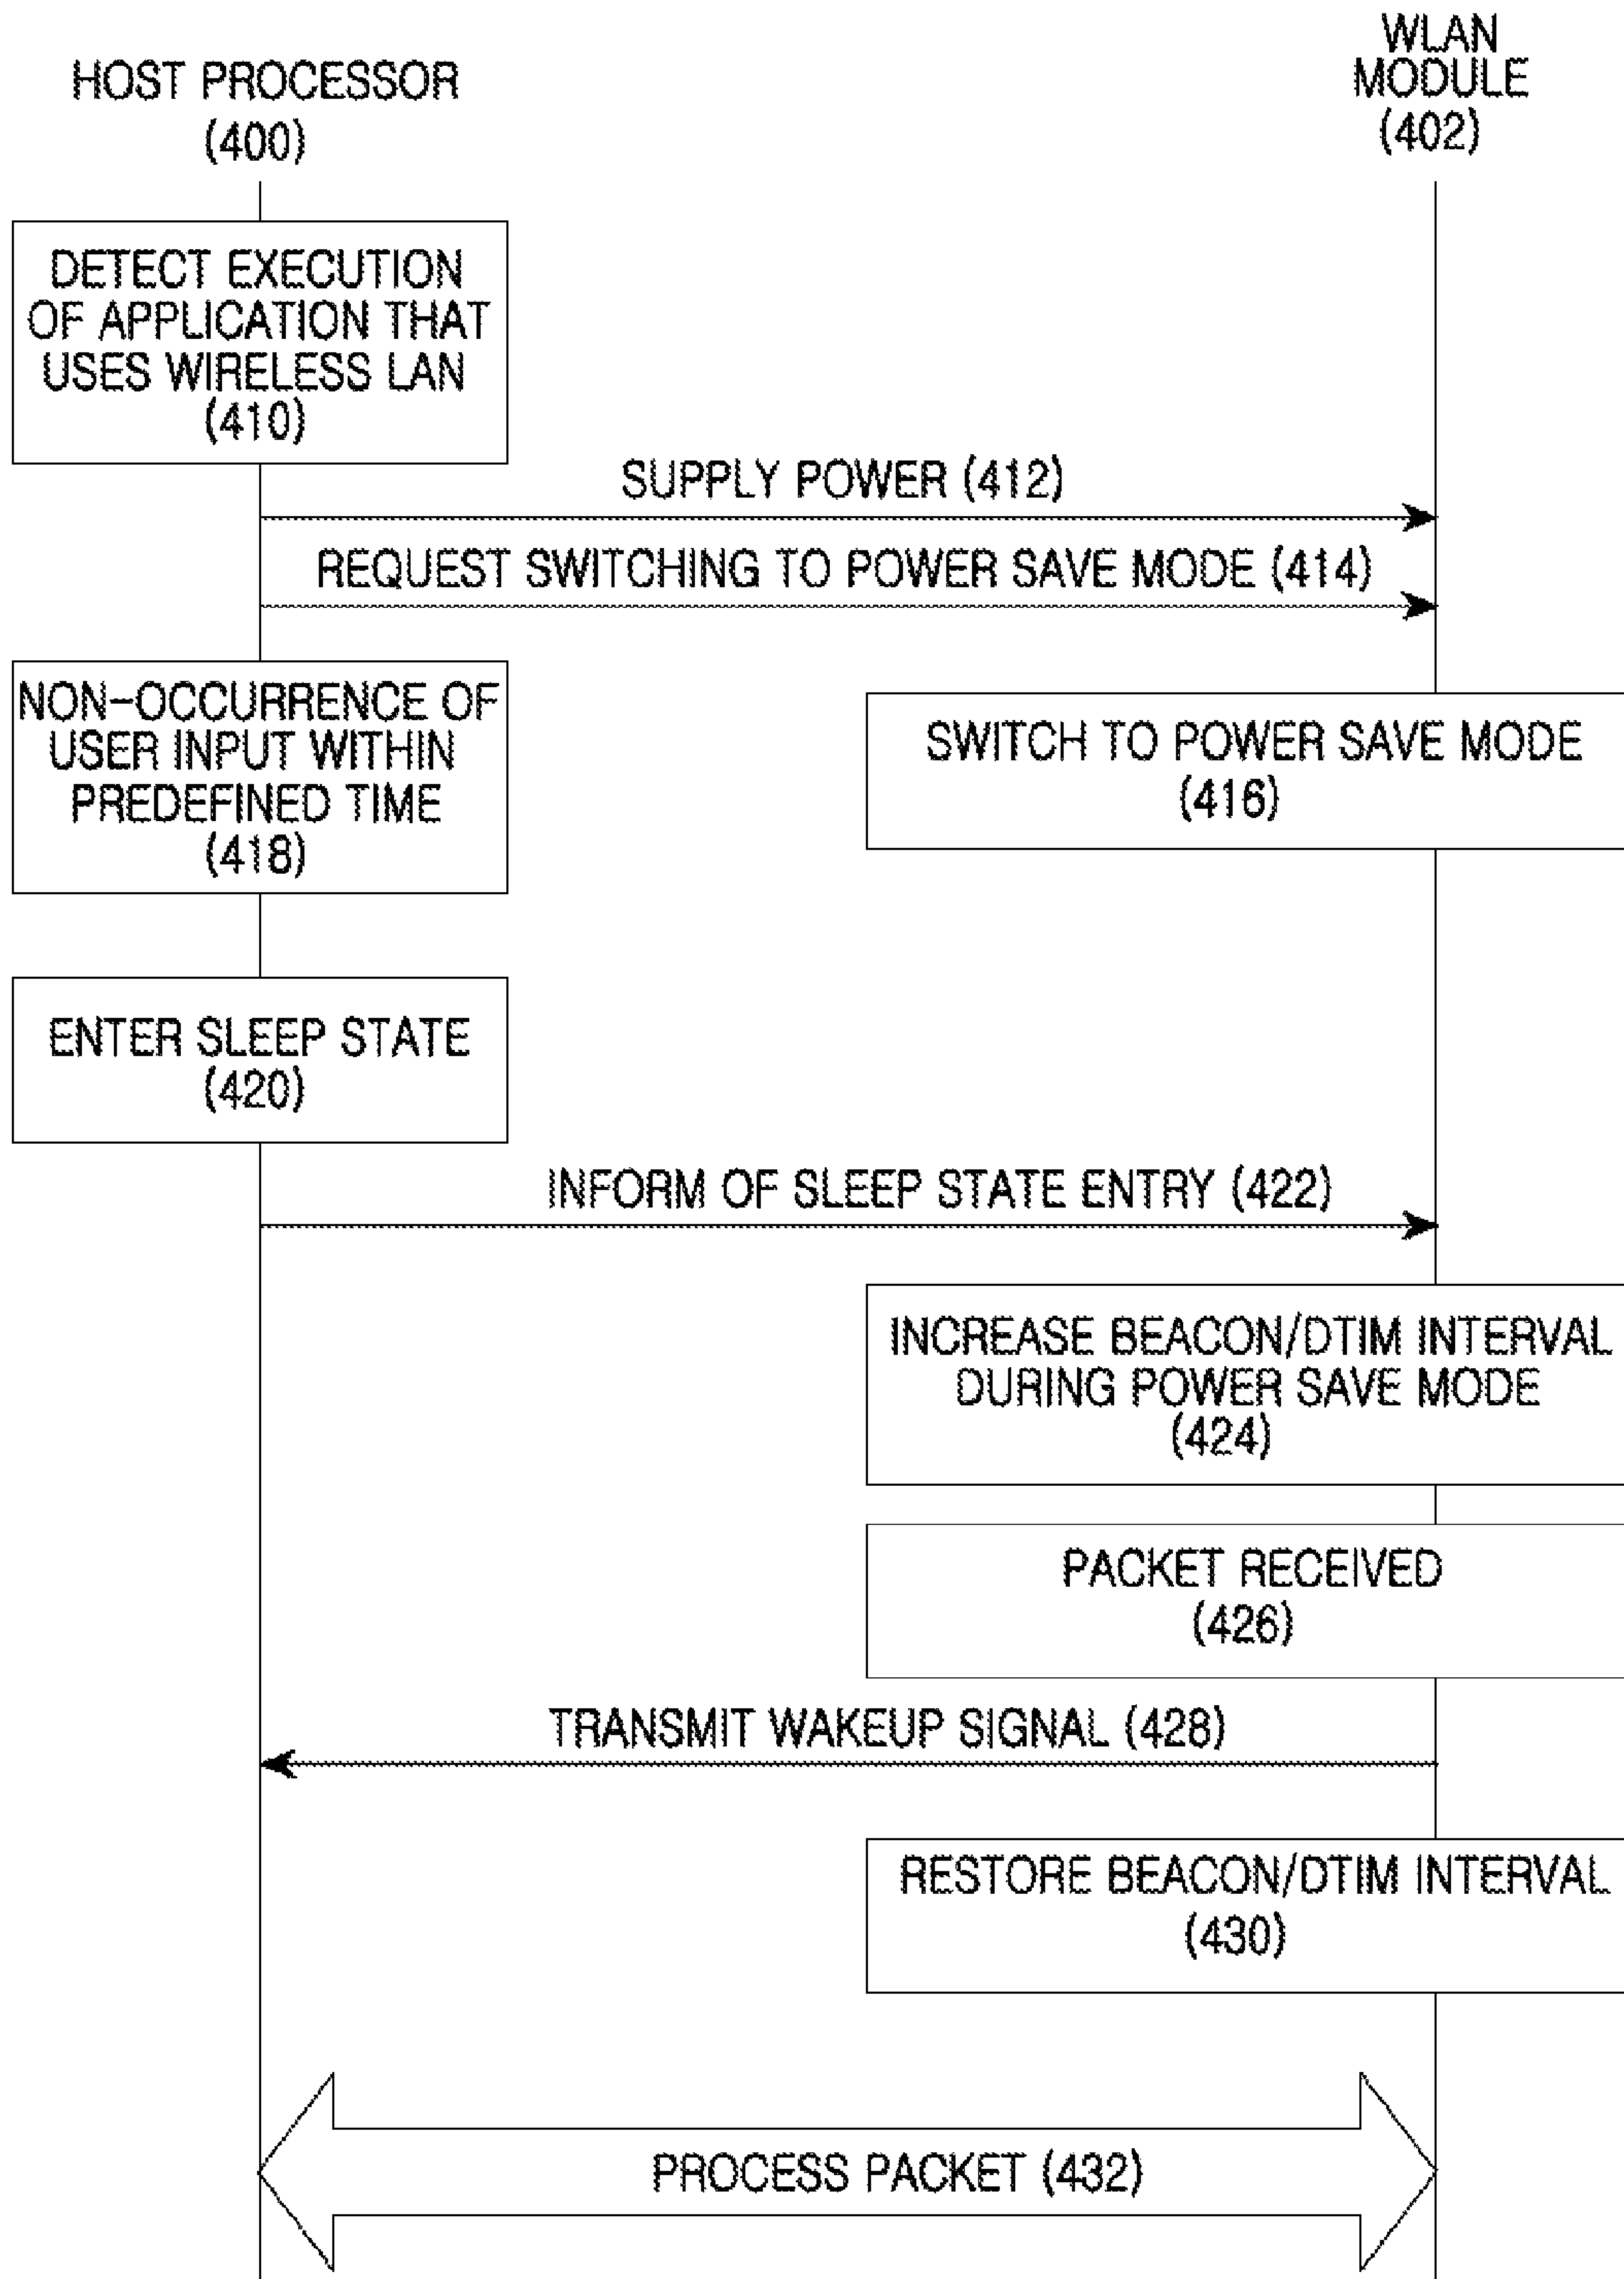 HOST PROCESSOR
(400)
WLAN
MODULE
(402)
DETECT EXECUTION
OF APPLICATION THAT
USES WIRELESS LAN
(410)
SUPPLY POWER (412)
REQUEST SWITCHING TO POWER SAVE MODE (414)
NON-OCCURRENCE OF
USER INPUT WITHIN
PREDEFINED TIME
(418)
SWITCH TO POWER SAVE MODE
(416)
ENTER SLEEP STATE
(420)
INFORM OF SLEEP STATE ENTRY (422)
INCREASE BEACON/DTIM INTERVAL
DURING POWER SAVE MODE
(424)
PACKET RECEIVED
(426)
TRANSMIT WAKEUP SIGNAL (428)
RESTORE BEACON/DTIM INTERVAL
(430)
PROCESS PACKET (432)